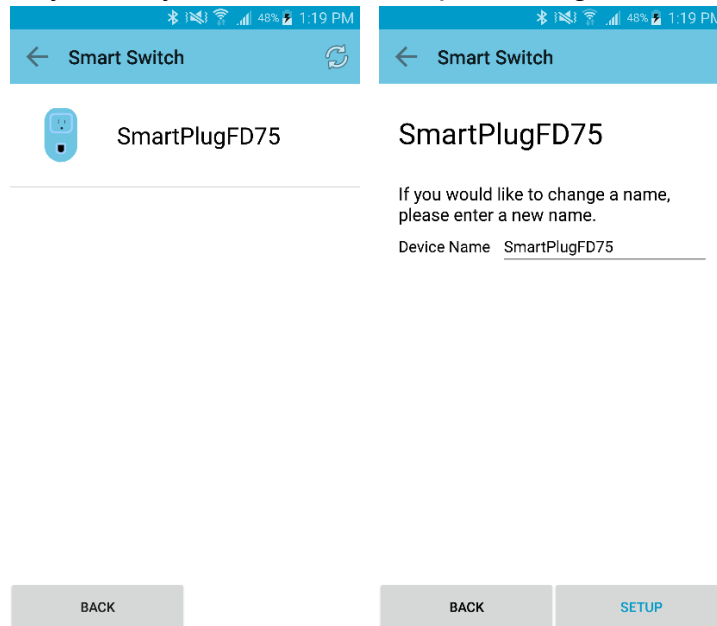 48% 1:19 PM
Smart Switch
SmartPlugFD75
BACK
48% 1:19 PM
Smart Switch
SmartPlugFD75
If you would like to change a name,
please enter a new name.
Device Name SmartPlugFD75
BACK SETUP